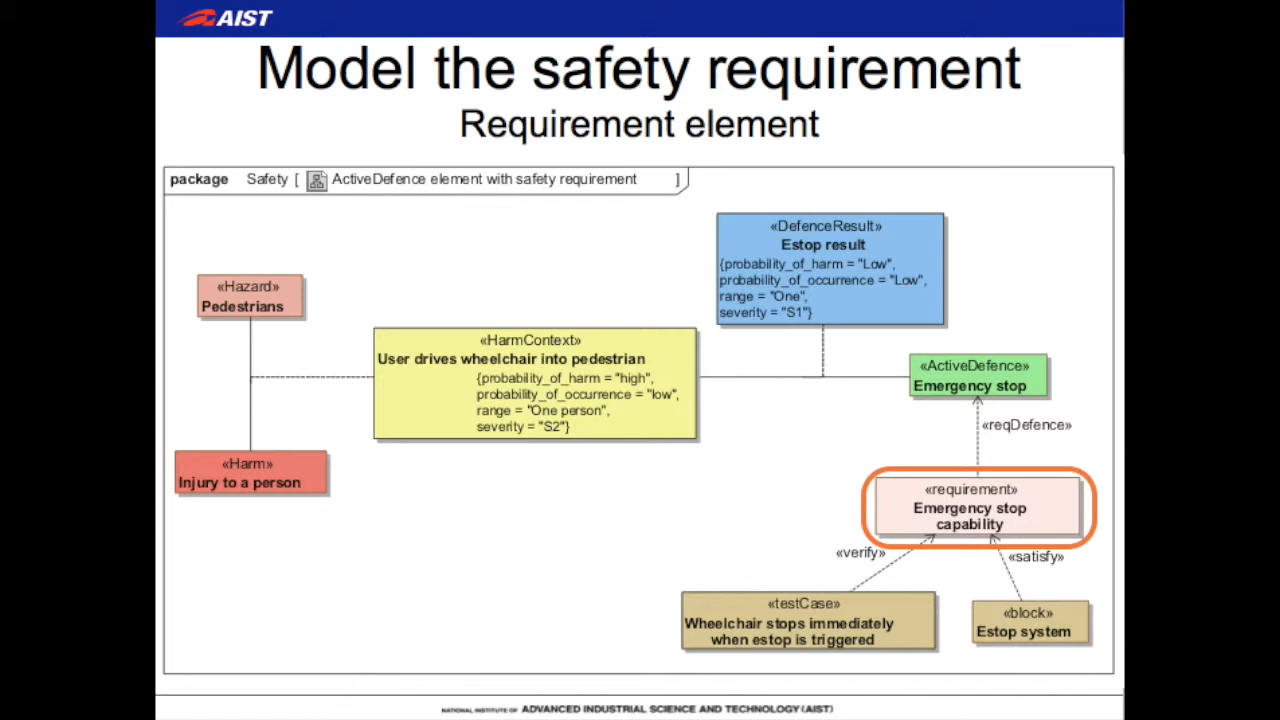 AIST
Model the safety requirement
Requirement element
package Safety [ ActiveDefence element with safety requirement ]
«DefenceResult»
Estop result
{probability_of_harm = "Low",
probability_of_occurrence = "Low",
range = "One",
severity = "S1"}
«Hazard»
Pedestrians
«HarmContext»
User drives wheelchair into pedestrian
{probability_of_harm = "high",
probability_of_occurrence = "low",
range = "One person",
severity = "S2"}
«ActiveDefence»
Emergency stop
«reqDefence»
«Harm»
Injury to a person
«requirement»
Emergency stop
capability
«verify»
«satisfy»
«testCase»
Wheelchair stops immediately
when estop is triggered
«block»
Estop system
NATIONAL INSTITUTE OF ADVANCED INDUSTRIAL SCIENCE AND TECHNOLOGY (AIST)